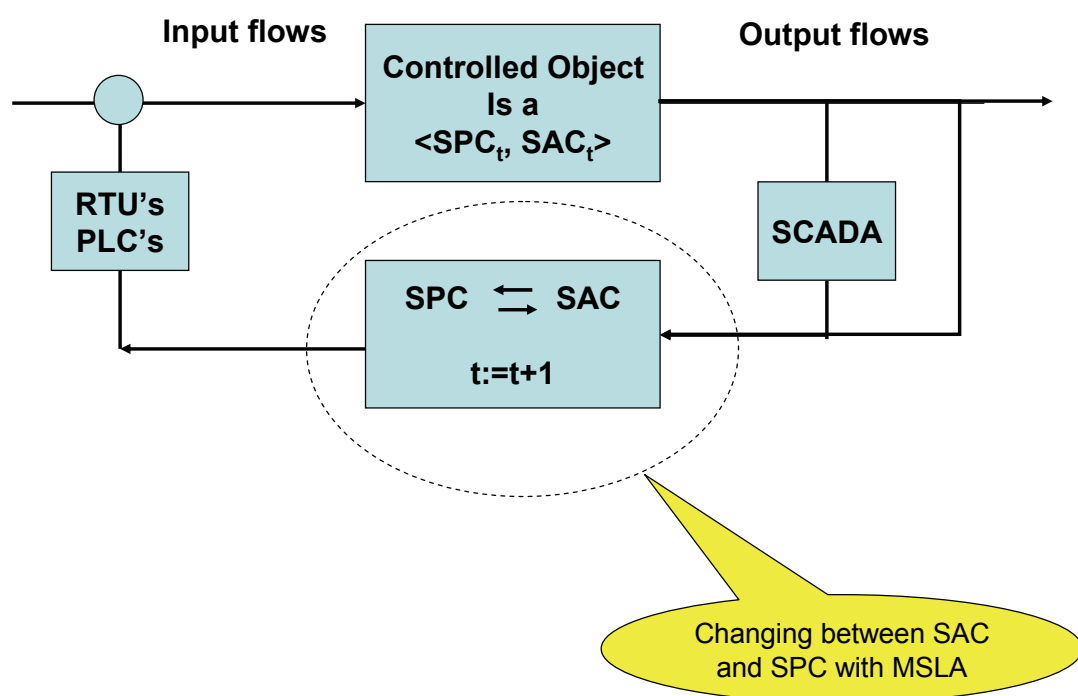 Input flows
Output flows
Controlled Object
Is a
<SPCt, SACt>
RTU's
PLC's
SCADA
SPC SAC
t:=t+1
Changing between SAC
and SPC with MSLA